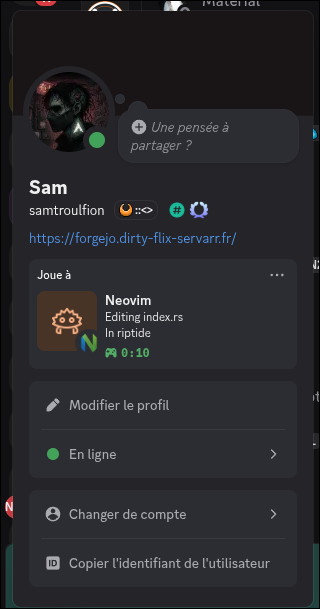 Material
Une pensée à
partager ?
Sam
samtroulfion
::<>
#
https://forgejo.dirty-flix-servarr.fr/
Joue à
Neovim
Editing index.rs
In riptide
0:10
Modifier le profil
En ligne
Changer de compte
ID Copier l'identifiant de l'utilisateur